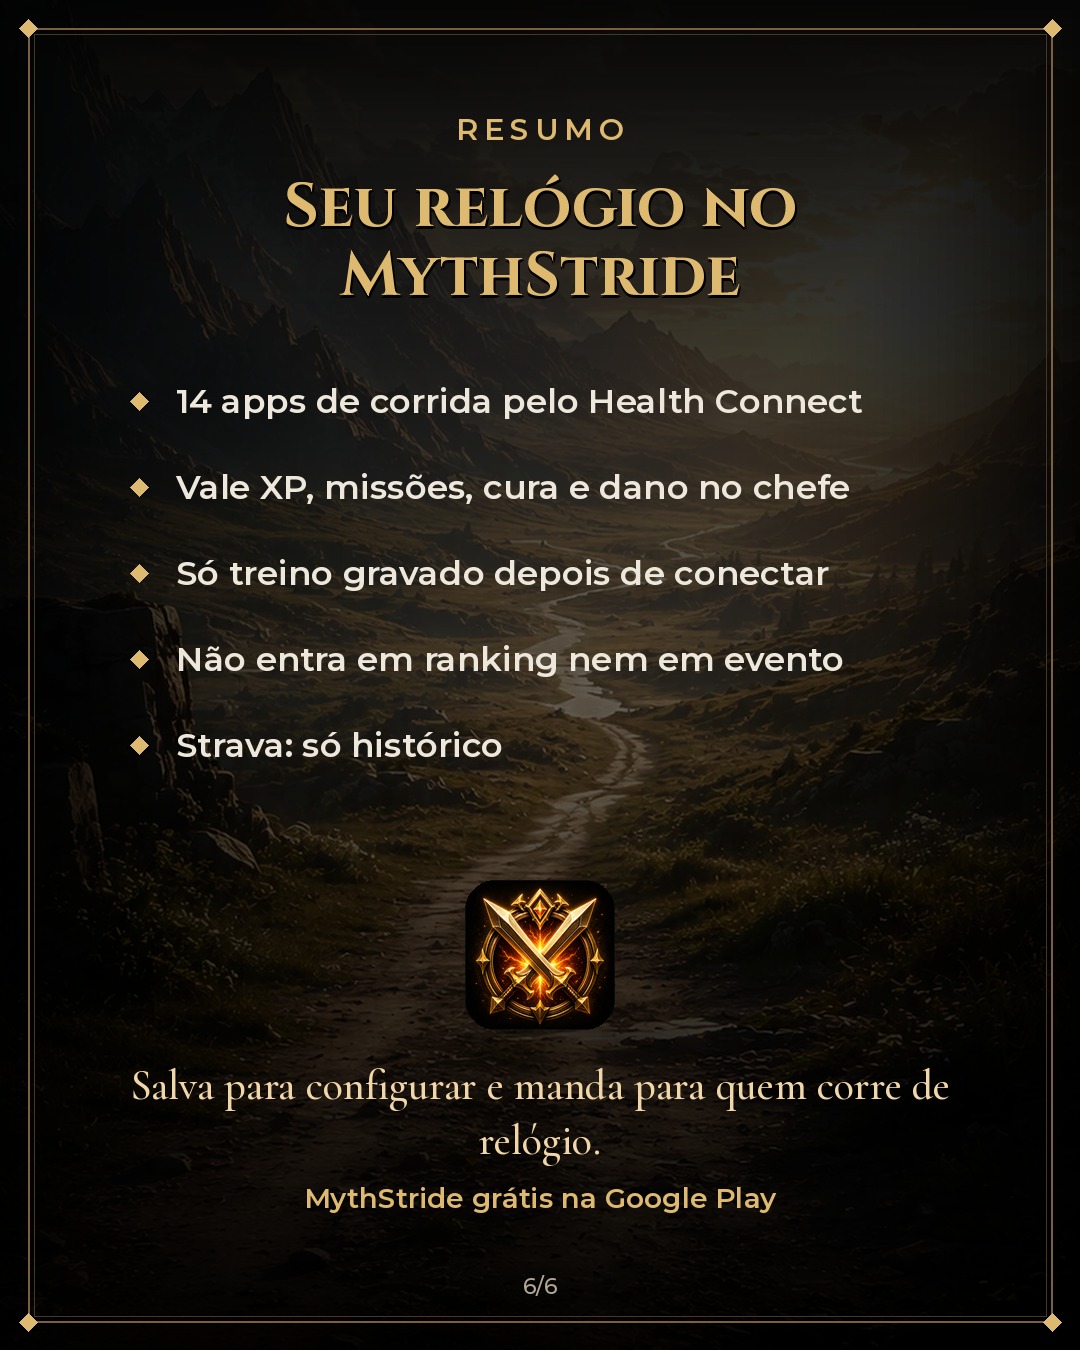 RESUMO
Seu relógio no
MythStride
14 apps de corrida pelo Health Connect
Vale XP, missões, cura e dano no chefe
Só treino gravado depois de conectar
Não entra em ranking nem em evento
Strava: só histórico
Salva para configurar e manda para quem corre de
relógio.
MythStride grátis na Google Play
6/6